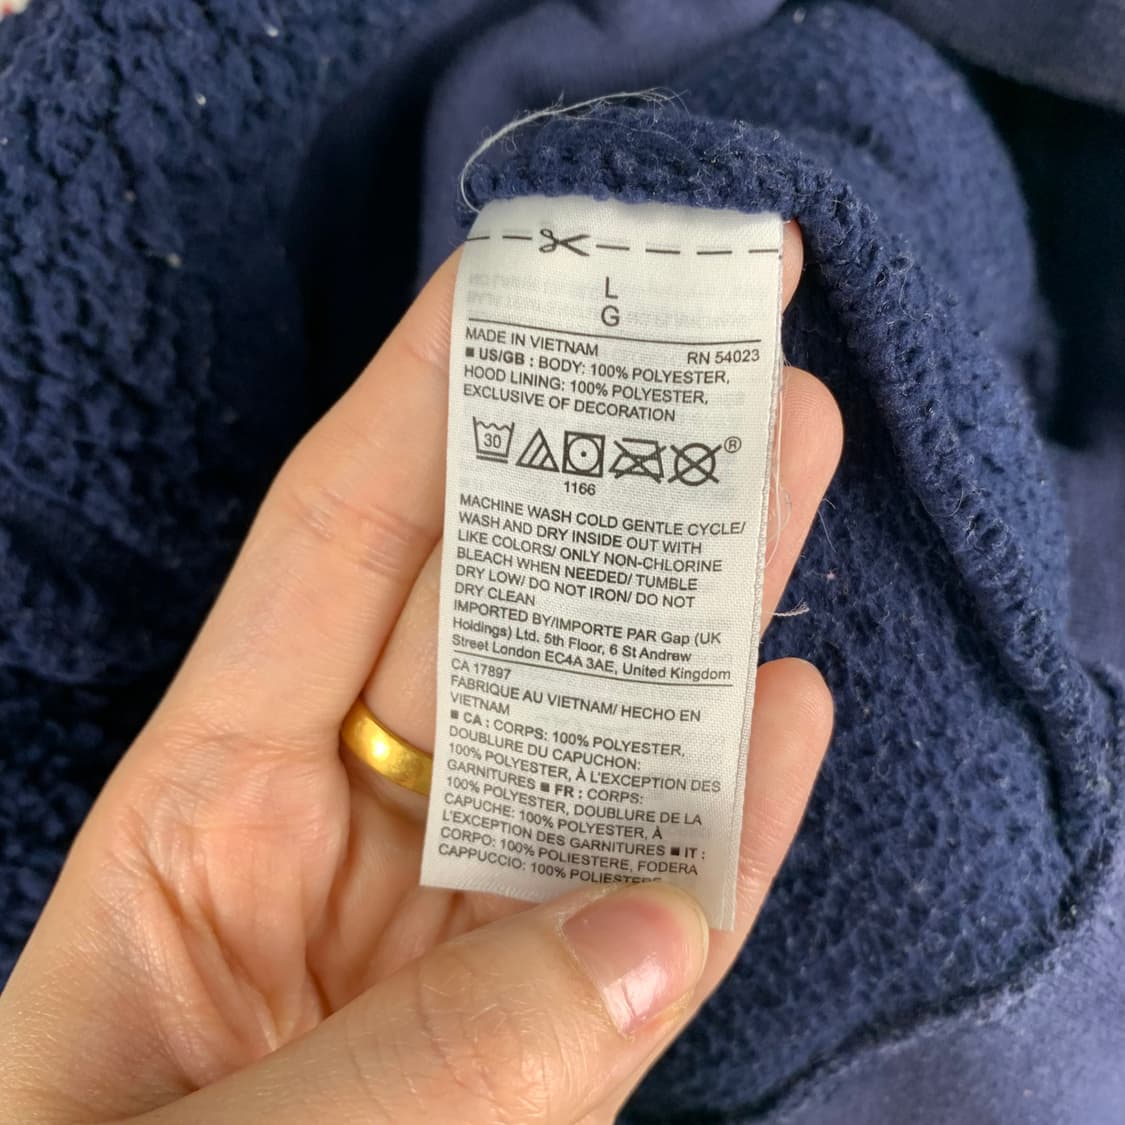 L
G
MADE IN VIETNAM RN 54023
■ US/GB : BODY: 100% POLYESTER,
HOOD LINING: 100% POLYESTER,
EXCLUSIVE OF DECORATION
30 ®
1166
MACHINE WASH COLD GENTLE CYCLE/
WASH AND DRY INSIDE OUT WITH
LIKE COLORS/ ONLY NON-CHLORINE
BLEACH WHEN NEEDED/ TUMBLE
DRY LOW/ DO NOT IRON/ DO NOT
DRY CLEAN
IMPORTED BY/IMPORTE PAR Gap (UK
Holdings) Ltd. 5th Floor, 6 St Andrew
Street London EC4A 3AE, United Kingdom
CA 17897
FABRIQUE AU VIETNAM/ HECHO EN
VIETNAM
■ CA : CORPS: 100% POLYESTER,
DOUBLURE DU CAPUCHON:
100% POLYESTER, À L'EXCEPTION DES
GARNITURES ■ FR : CORPS:
100% POLYESTER, DOUBLURE DE LA
CAPUCHE: 100% POLYESTER, À
L'EXCEPTION DES GARNITURES ■ IT :
CORPO: 100% POLIESTERE, FODERA
CAPPUCCIO: 100% POLIESTERE